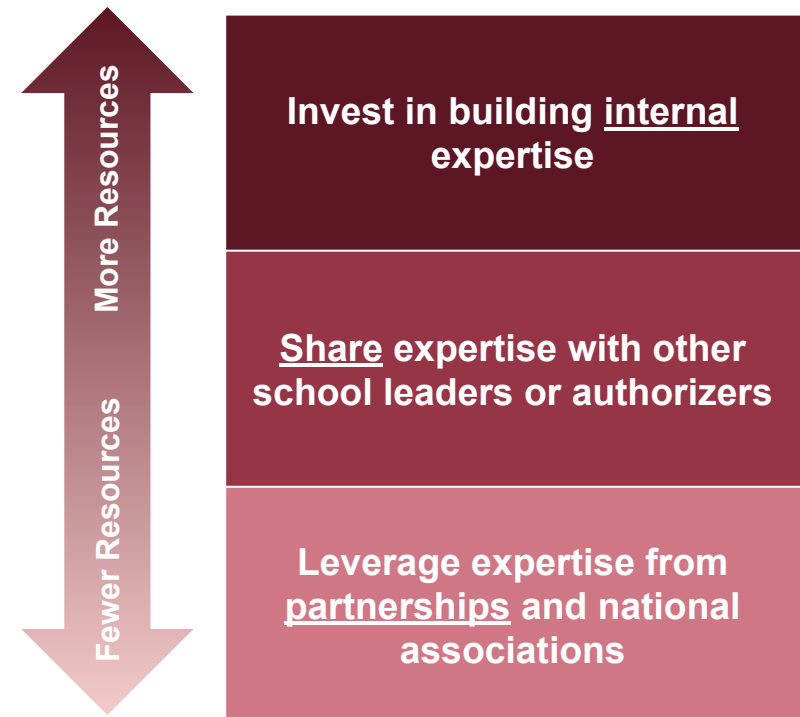 More Resources
Fewer Resources
Invest in building internal
expertise
Share expertise with other
school leaders or authorizers
Leverage expertise from
partnerships and national
associations